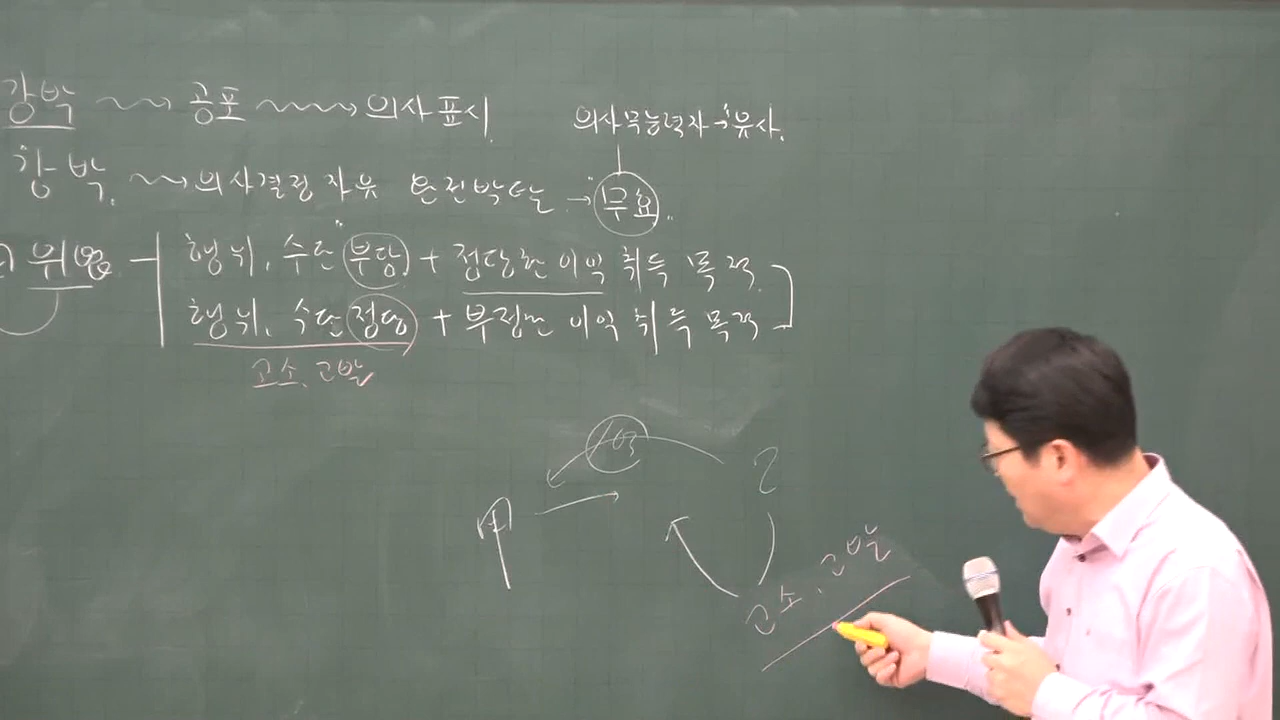 강박 공포 의사표시
의사무능력자 유사
강박 의사결정 자유 완전박탈 → "무효"
위법 행위, 수단 "부당" + 정당한 이익 취득 목적
행위, 수단 정당 + 부정한 이익 취득 목적
고소, 고발
1억
乙
甲
고소, 고발